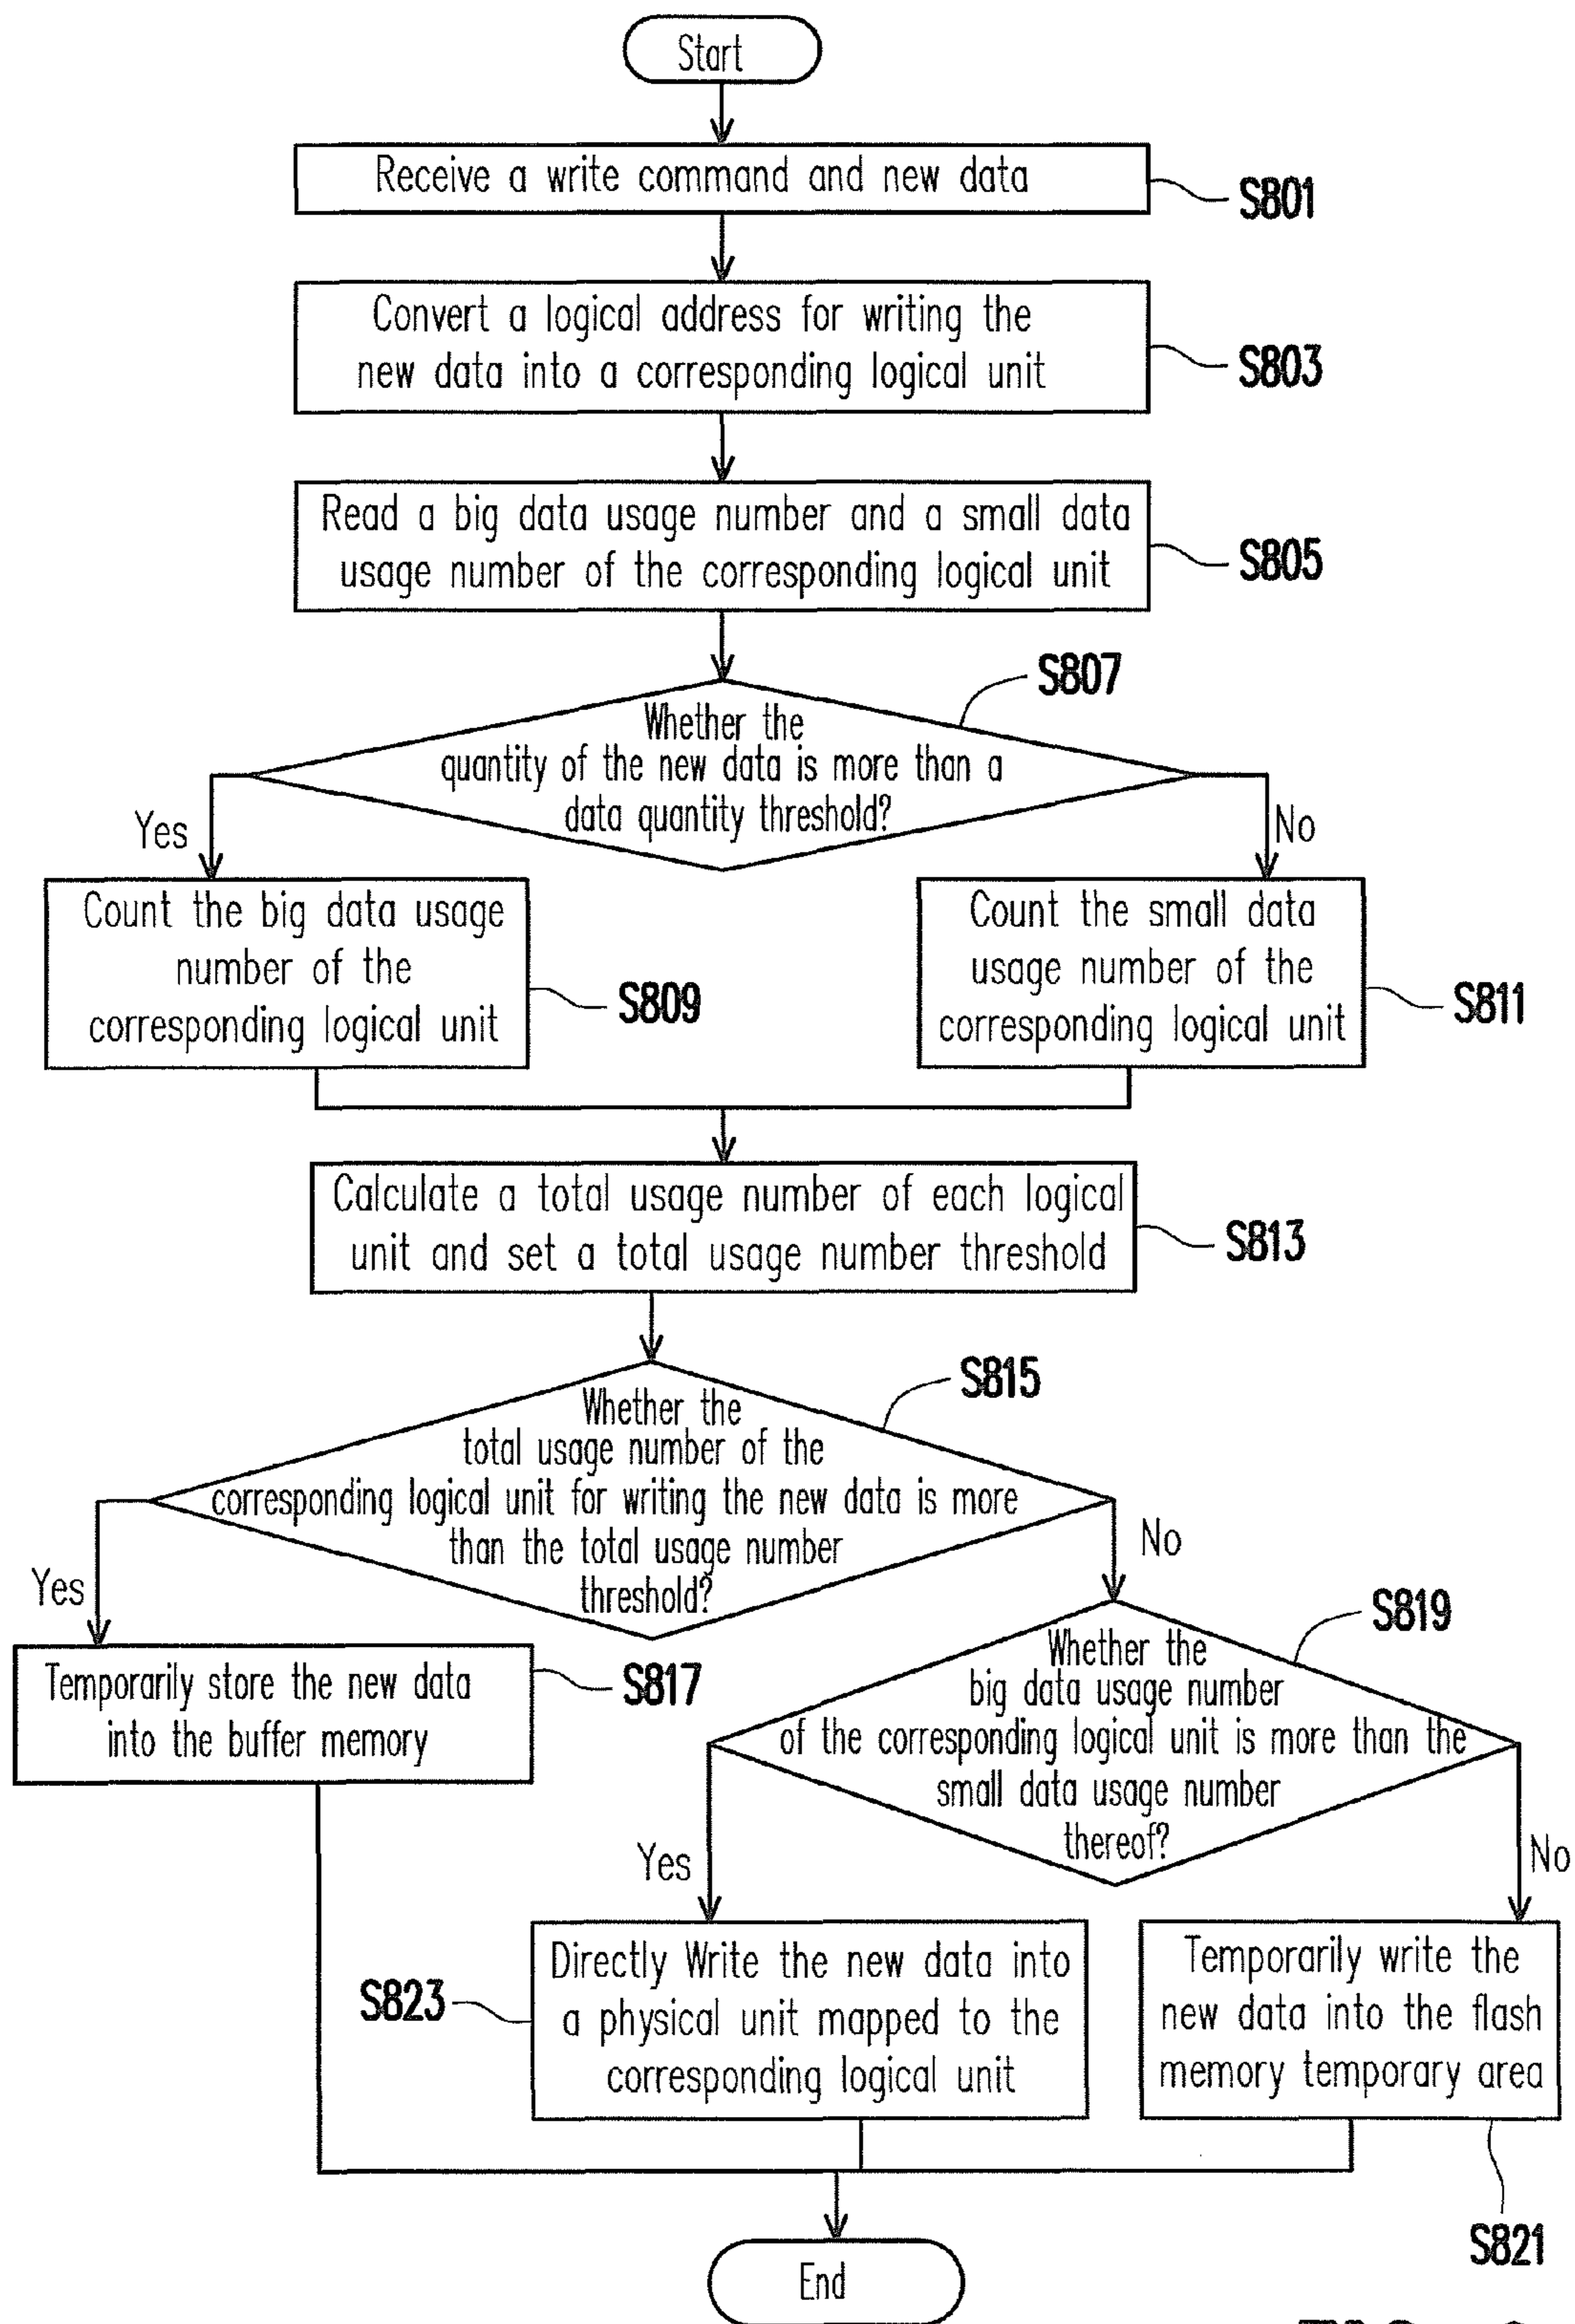 Start
Receive a write command and new data
S801
Convert a logical address for writing the
new data into a corresponding logical unit
S803
Read a big data usage number and a small data
usage number of the corresponding logical unit
S805
S807
Whether the
quantity of the new data is more than a
data quantity threshold?
Yes
No
Count the big data usage
number of the
corresponding logical unit
S809
Count the small data
usage number of the
corresponding logical unit
S811
Calculate a total usage number of each logical
unit and set a total usage number threshold
S813
S815
Whether the
total usage number of the
corresponding logical unit for writing the new data is more
than the total usage number
threshold?
Yes
No
Temporarily store the new data
into the buffer memory
S817
S819
Whether the
big data usage number
of the corresponding logical unit is more than the
small data usage number
thereof?
Yes
No
Directly Write the new data into
a physical unit mapped to the
corresponding logical unit
S823
Temporarily write the
new data into the flash
memory temporary area
S821
End